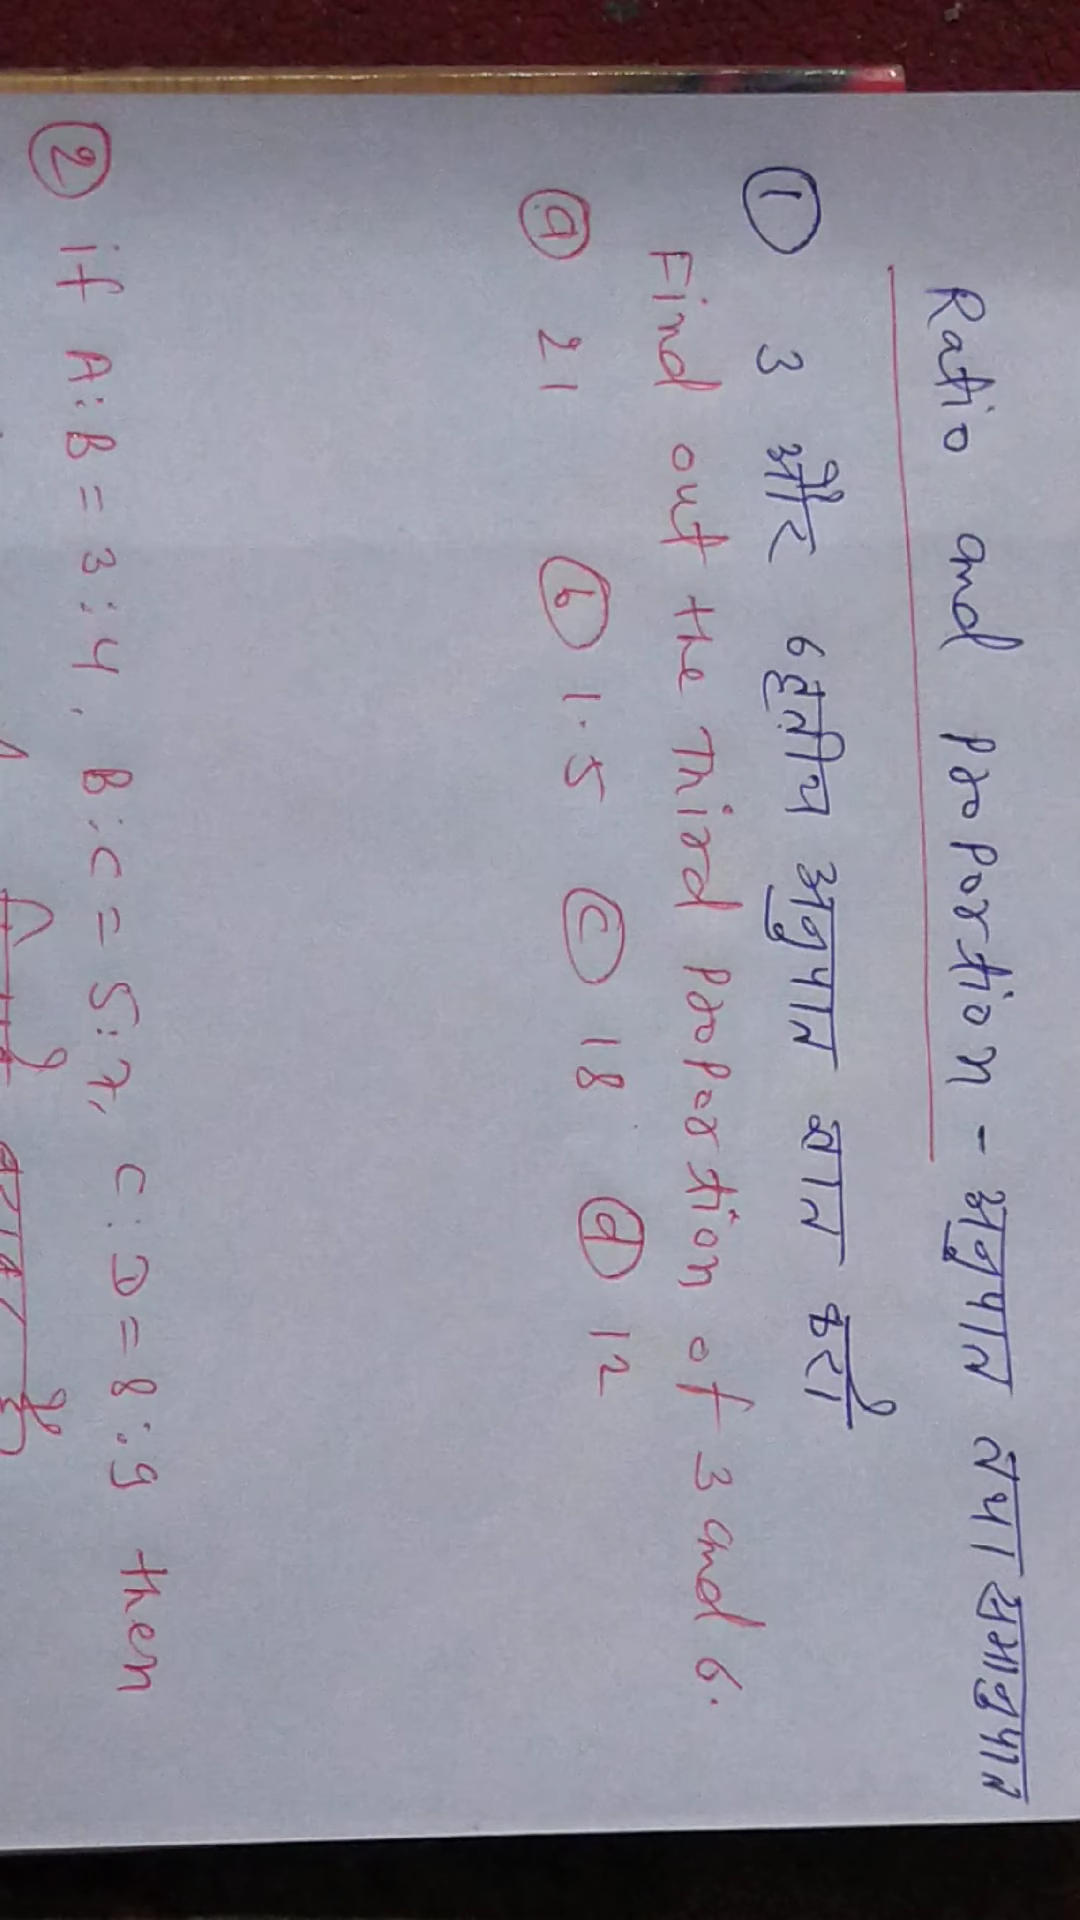 Ratio and proportion - अनुपात तथा समानुपात
① 3 और 6 तृतीय अनुपात ज्ञात करो
Find out the Third proportion of 3 and 6.
ⓐ 21 ⓑ 1.5 ⓒ 18 ⓓ 12
② if A:B = 3:4, B:C = 5:7, C:D = 8:9 then